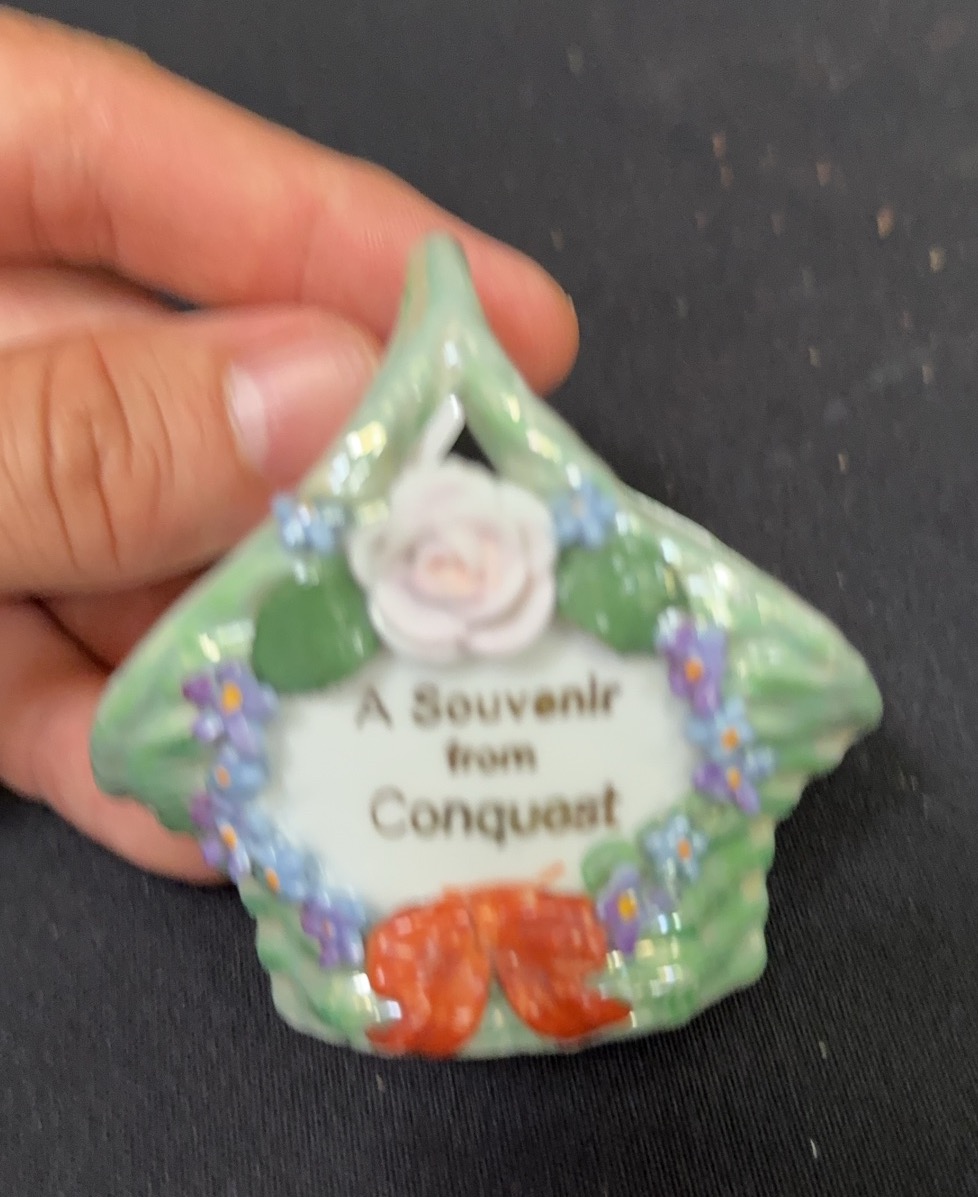 A Souvenir
from
Conquest